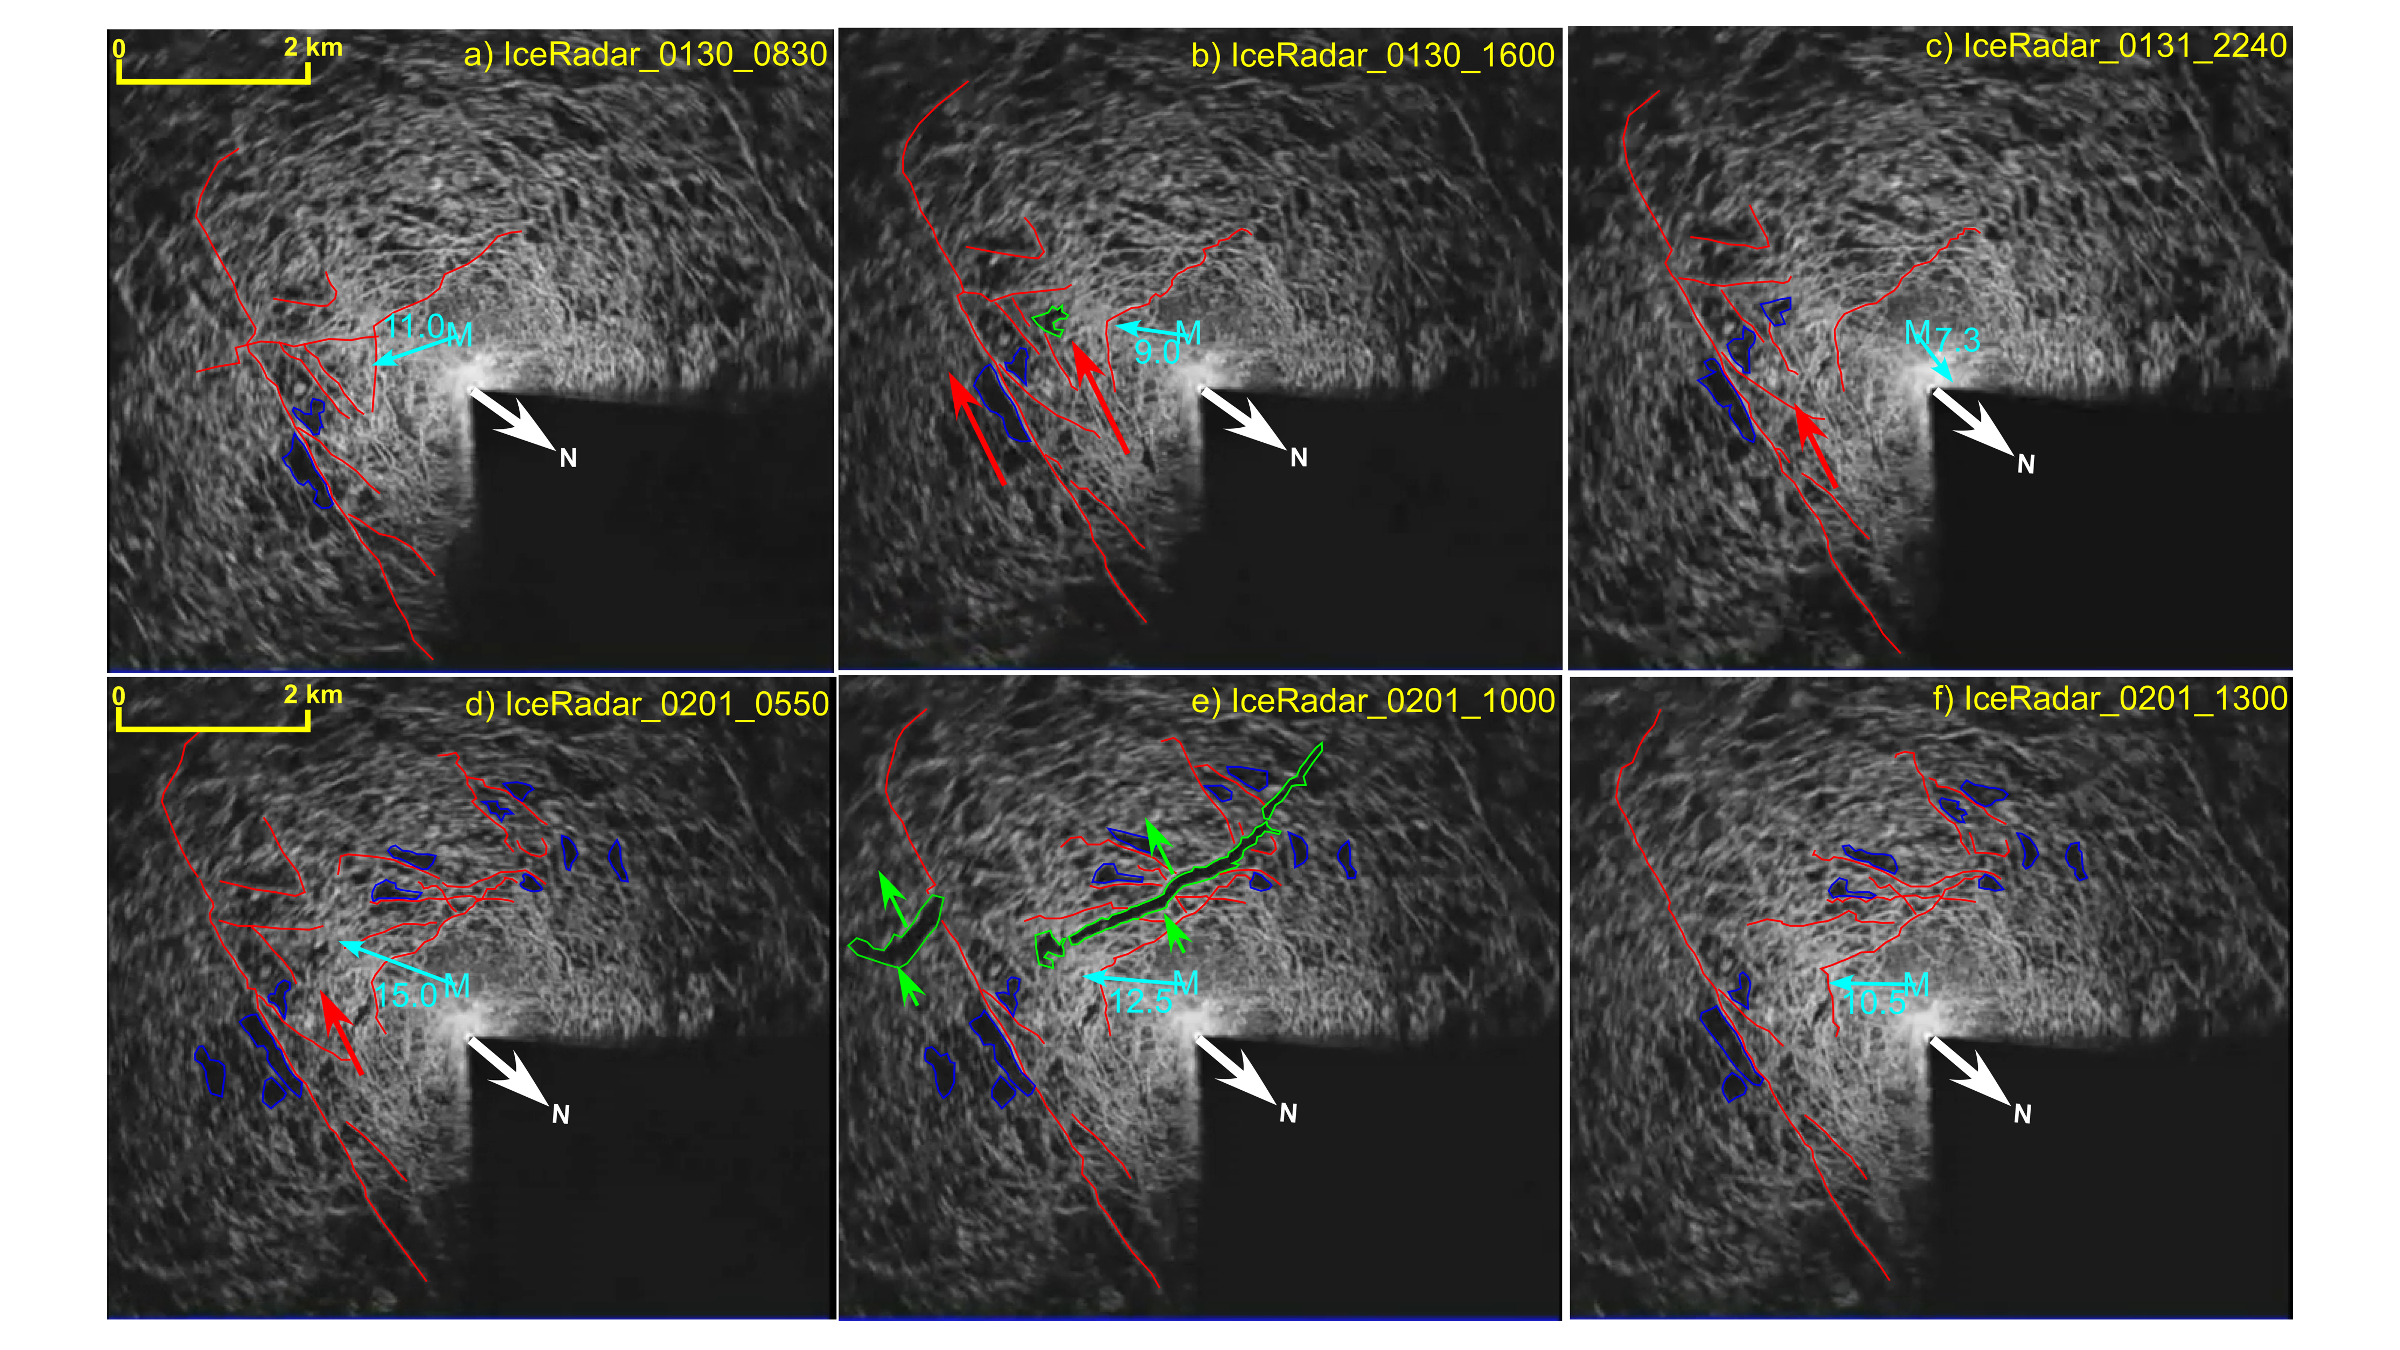 0 2 km
a) IceRadar_0130_0830
11.0
M
N
b) IceRadar_0130_1600
M
9.0
N
c) IceRadar_0131_2240
M
7.3
N
0 2 km
d) IceRadar_0201_0550
15.0
M
N
e) IceRadar_0201_1000
M
12.5
N
f) IceRadar_0201_1300
M
10.5
N